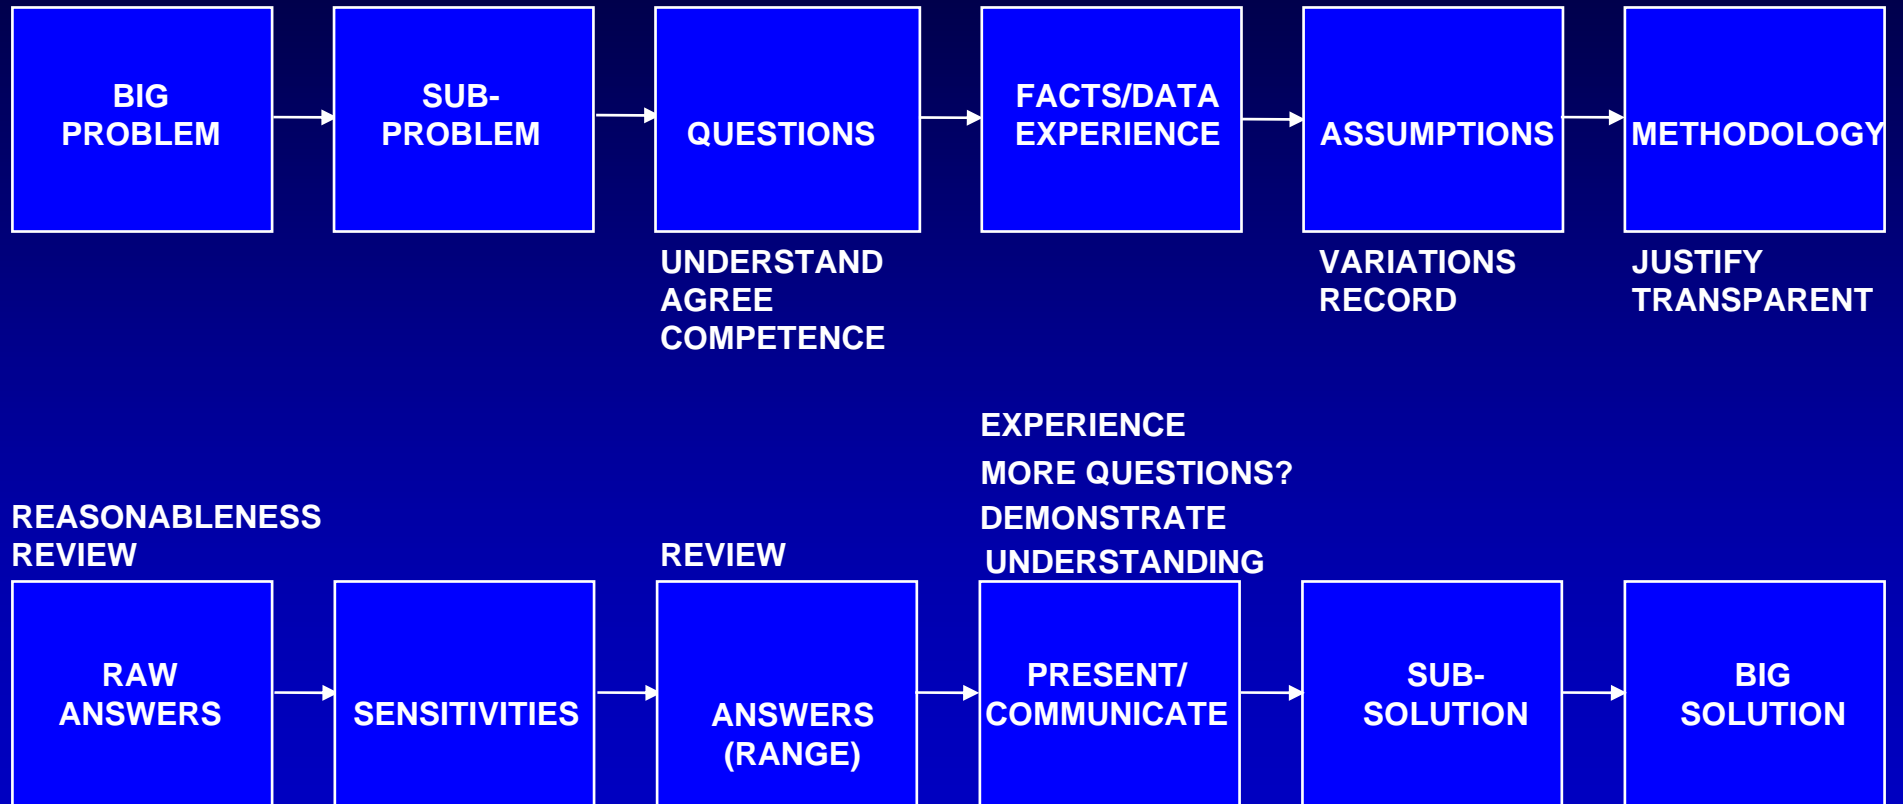 BIG
PROBLEM
SUB-
PROBLEM
QUESTIONS
FACTS/DATA
EXPERIENCE
ASSUMPTIONS
METHODOLOGY
UNDERSTAND
AGREE
COMPETENCE
VARIATIONS
RECORD
JUSTIFY
TRANSPARENT
REASONABLENESS
REVIEW
REVIEW
EXPERIENCE
MORE QUESTIONS?
DEMONSTRATE
UNDERSTANDING
RAW
ANSWERS
SENSITIVITIES
ANSWERS
(RANGE)
PRESENT/
COMMUNICATE
SUB-
SOLUTION
BIG
SOLUTION